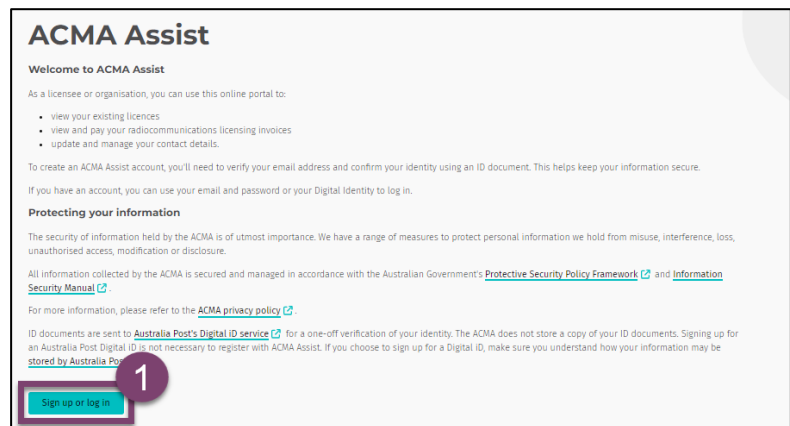 ACMA Assist
Welcome to ACMA Assist
As a licensee or organisation, you can use this online portal to:
• view your existing licences
• view and pay your radiocommunications licensing invoices
• update and manage your contact details.
To create an ACMA Assist account, you'll need to verify your email address and confirm your identity using an ID document. This helps keep your information secure.
If you have an account, you can use your email and password or your Digital Identity to log in.
Protecting your information
The security of information held by the ACMA is of utmost importance. We have a range of measures to protect personal information we hold from misuse, interference, loss,
unauthorised access, modification or disclosure.
All information collected by the ACMA is secured and managed in accordance with the Australian Government's Protective Security Policy Framework and Information
Security Manual .
For more information, please refer to the ACMA privacy policy .
ID documents are sent to Australia Post's Digital iD service for a one-off verification of your identity. The ACMA does not store a copy of your ID documents. Signing up for
an Australia Post Digital iD is not necessary to register with ACMA Assist. If you choose to sign up for a Digital iD, make sure you understand how your information may be
stored by Australia
1
Sign up or log in